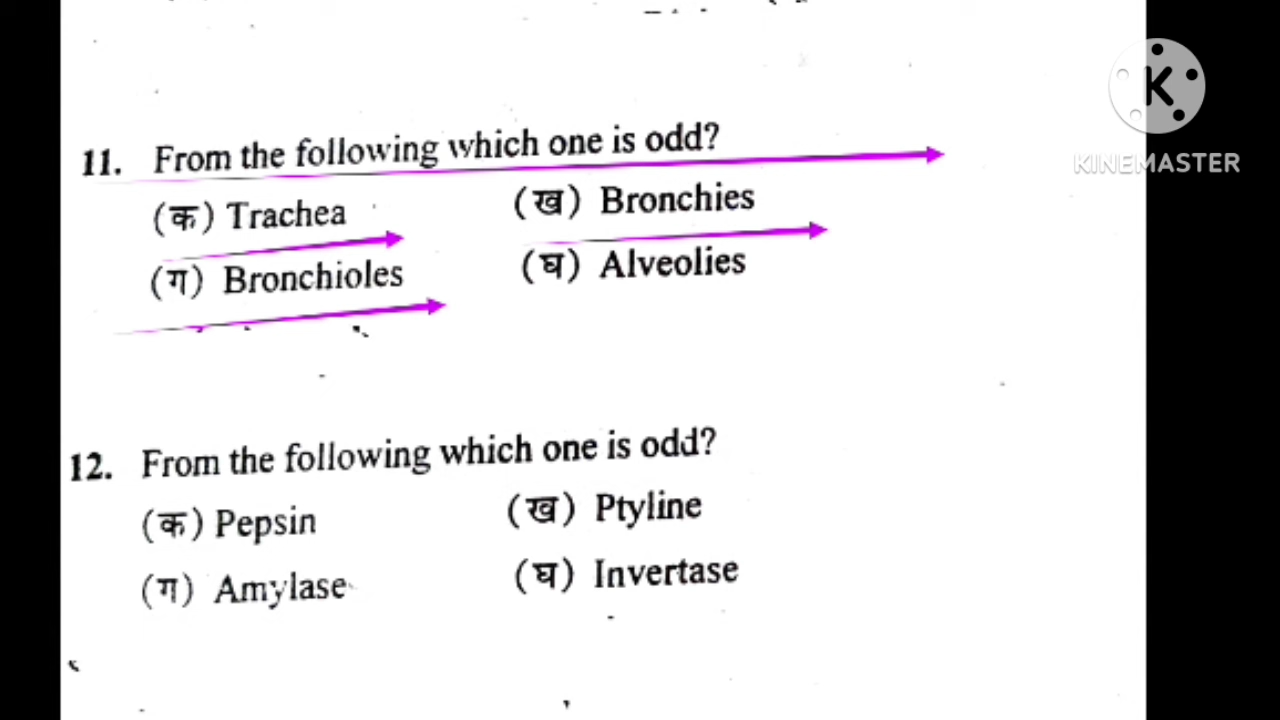 KINEMASTER
11. From the following which one is odd?
(क) Trachea (ख) Bronchies
(ग) Bronchioles (घ) Alveolies
12. From the following which one is odd?
(क) Pepsin (ख) Ptyline
(ग) Amylase (घ) Invertase